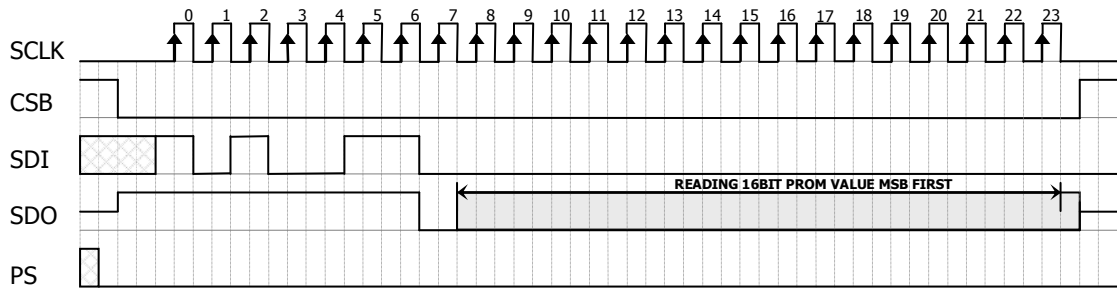 0 1 2 3 4 5 6 7 8 9 10 11 12 13 14 15 16 17 18 19 20 21 22 23
SCLK
CSB
SDI
READING 16BIT PROM VALUE MSB FIRST
SDO
PS